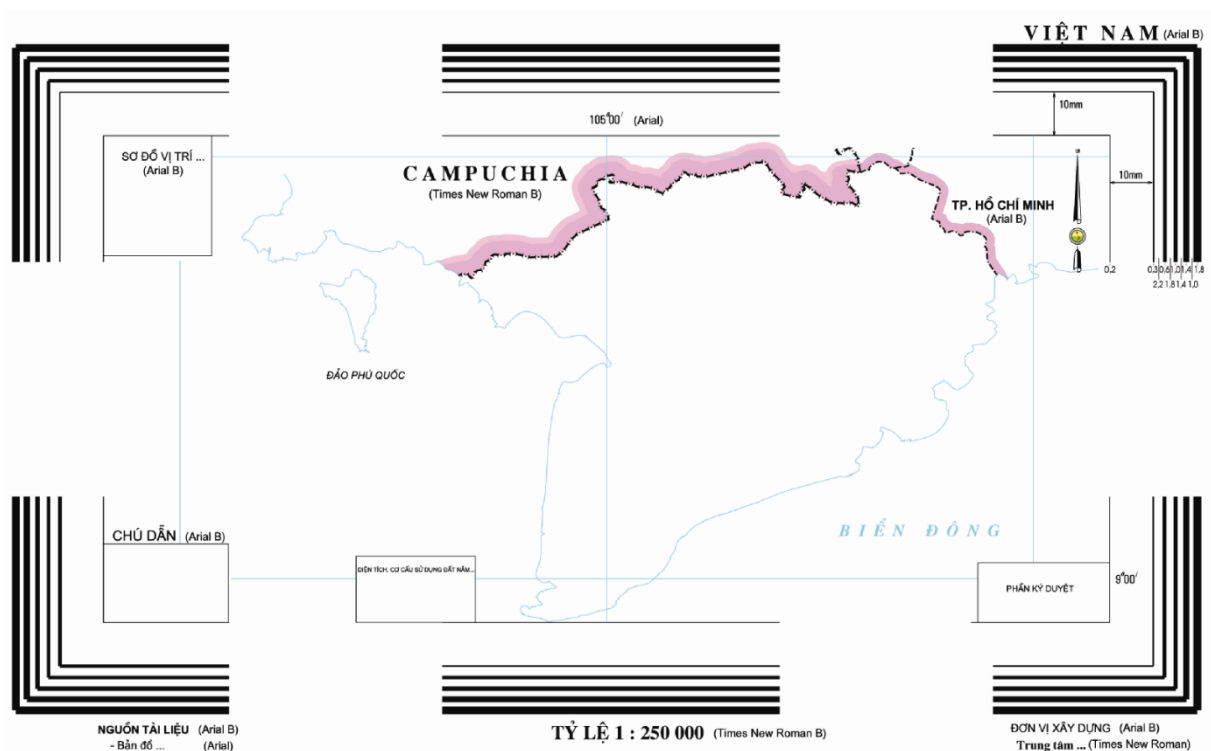 VIỆT NAM (Arial B)
10mm
105°00' (Arial)
SƠ ĐỒ VỊ TRÍ ...
(Arial B)
CAMPUCHIA
(Times New Roman B)
10mm
TP. HỒ CHÍ MINH
(Arial B)
0,2
0.3 0.6 1.0 1.4 1.8
2.2 1.8 1.4 1.0
ĐẢO PHÚ QUỐC
BIỂN ĐÔNG
CHÚ DẪN (Arial B)
DIỆN TÍCH, CƠ CẤU SỬ DỤNG ĐẤT NĂM...
PHẦN KÝ DUYỆT
9°00'
NGUỒN TÀI LIỆU (Arial B)
- Bản đồ ... (Arial)
TỶ LỆ 1 : 250 000 (Times New Roman B)
ĐƠN VỊ XÂY DỰNG (Arial B)
Trung tâm ... (Times New Roman)